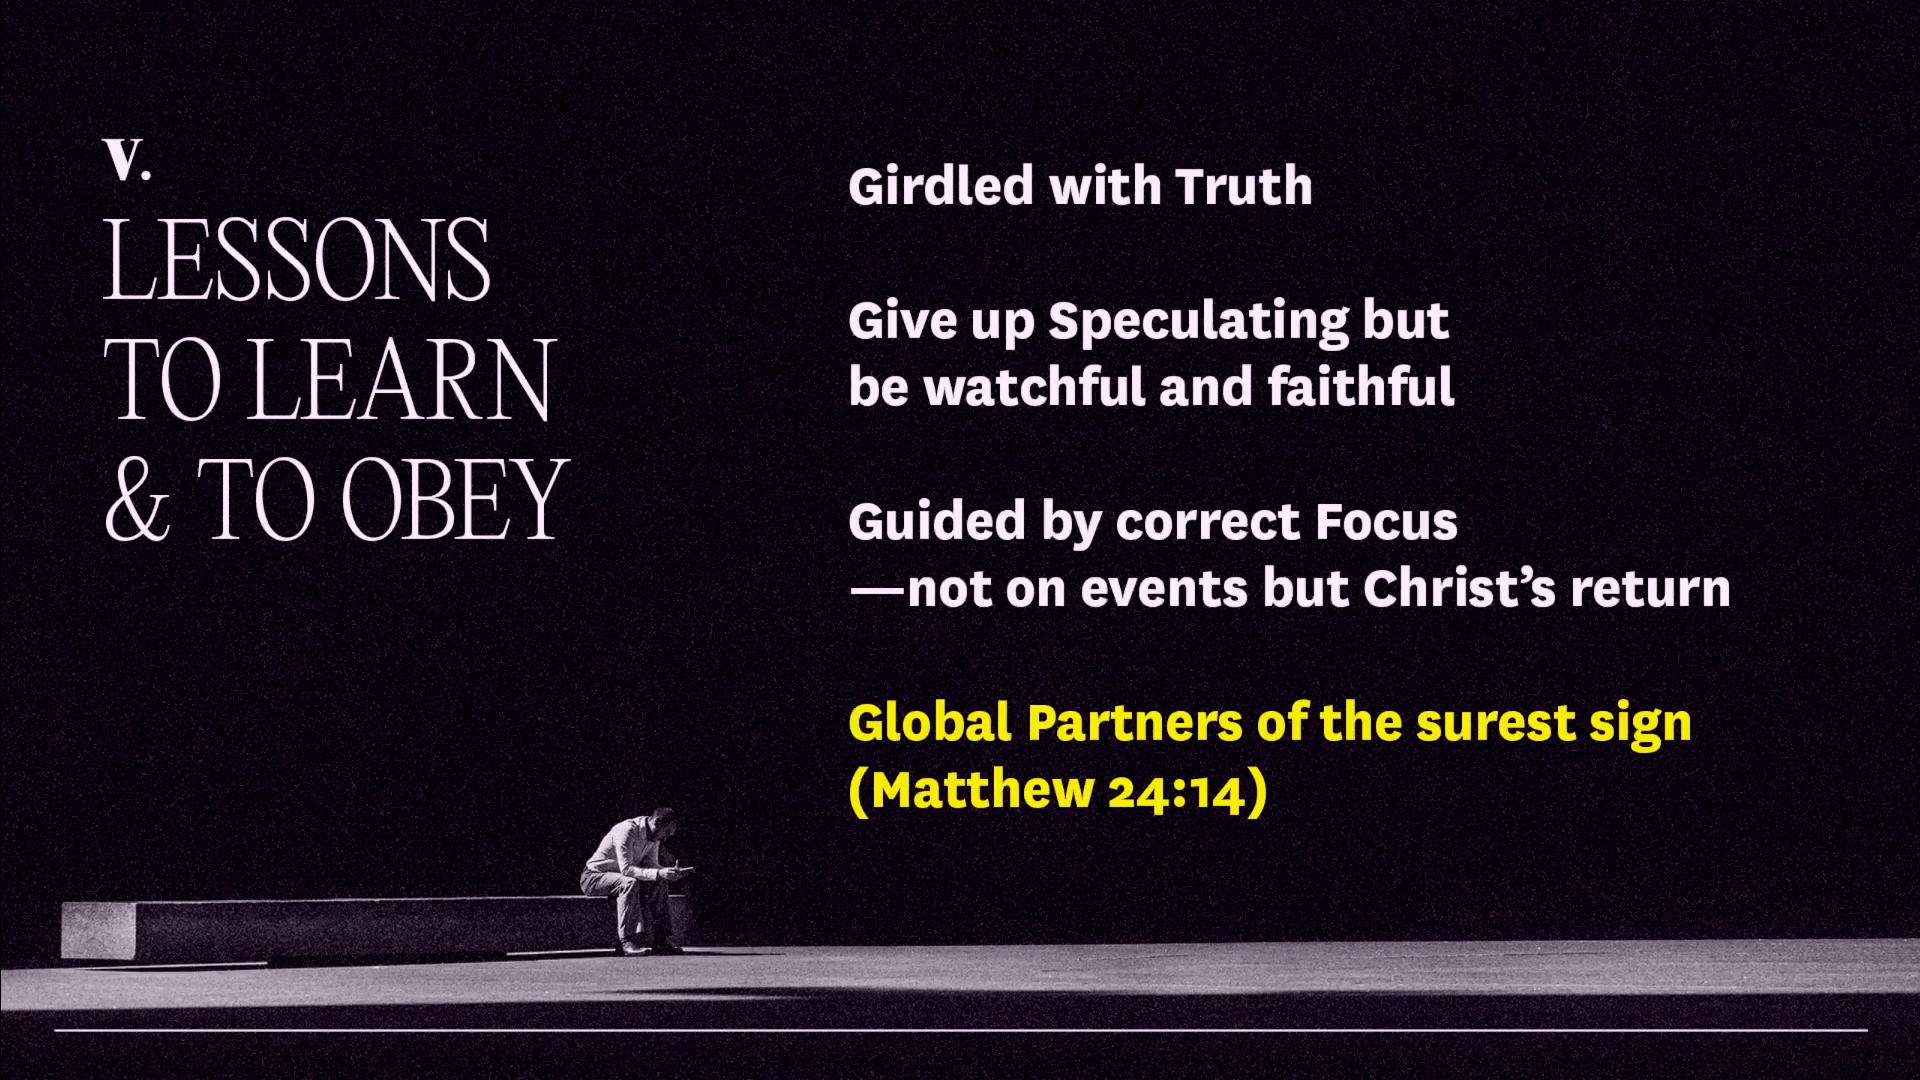 v.
LESSONS
TO LEARN
& TO OBEY
Girdled with Truth
Give up Speculating but
be watchful and faithful
Guided by correct Focus
—not on events but Christ’s return
Global Partners of the surest sign
(Matthew 24:14)